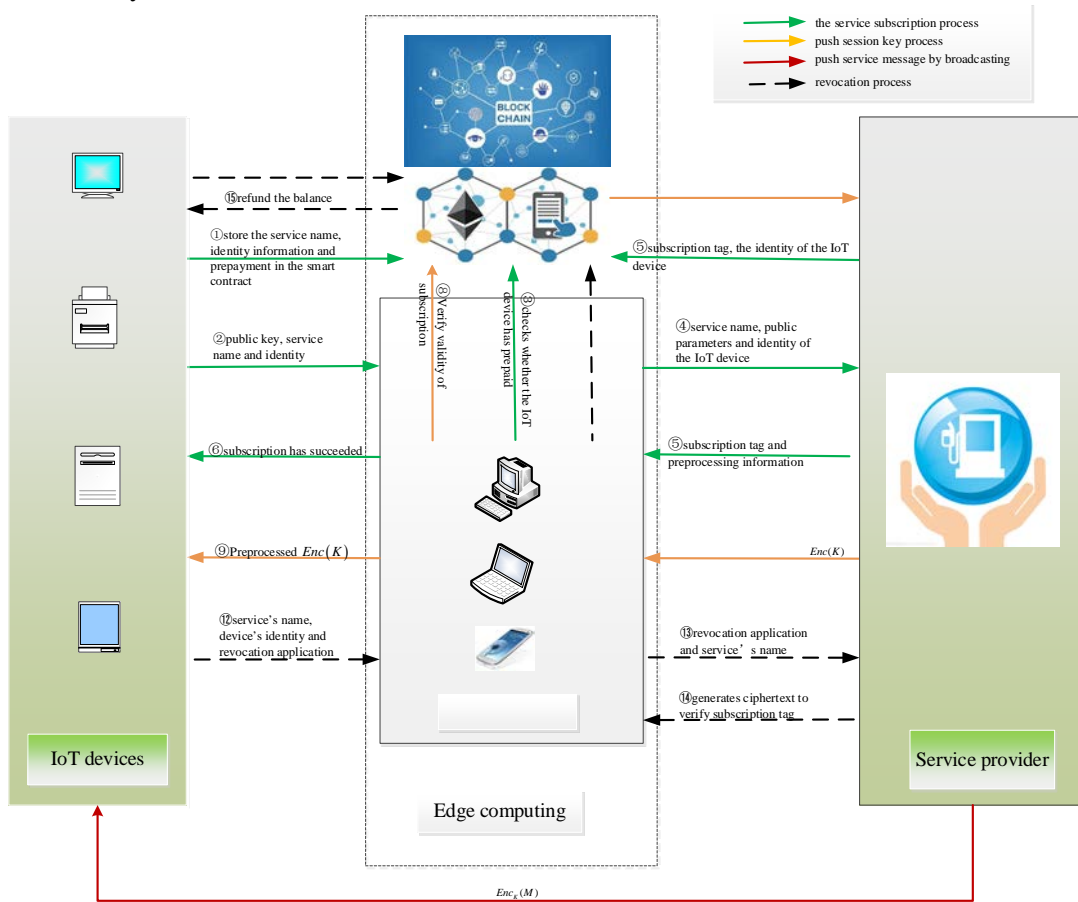 the service subscription process
push session key process
push service message by broadcasting
revocation process
BLOCK
CHAIN
⑮refund the balance
①store the service name,
identity information and
prepayment in the smart
contract
⑤subscription tag, the identity of the IoT
device
⑧Verify validity of
subscription
③checks whether the IoT
device has prepaid
②public key, service
name and identity
④service name, public
parameters and identity of
the IoT device
⑥subscription has succeeded
⑤subscription tag and
preprocessing information
⑨Preprocessed Enc(K)
Enc(K)
⑫service's name,
device's identity and
revocation application
⑬revocation application
and service's name
⑭generates ciphertext to
verify subscription tag
IoT devices
Service provider
Edge computing
Enc_K(M)